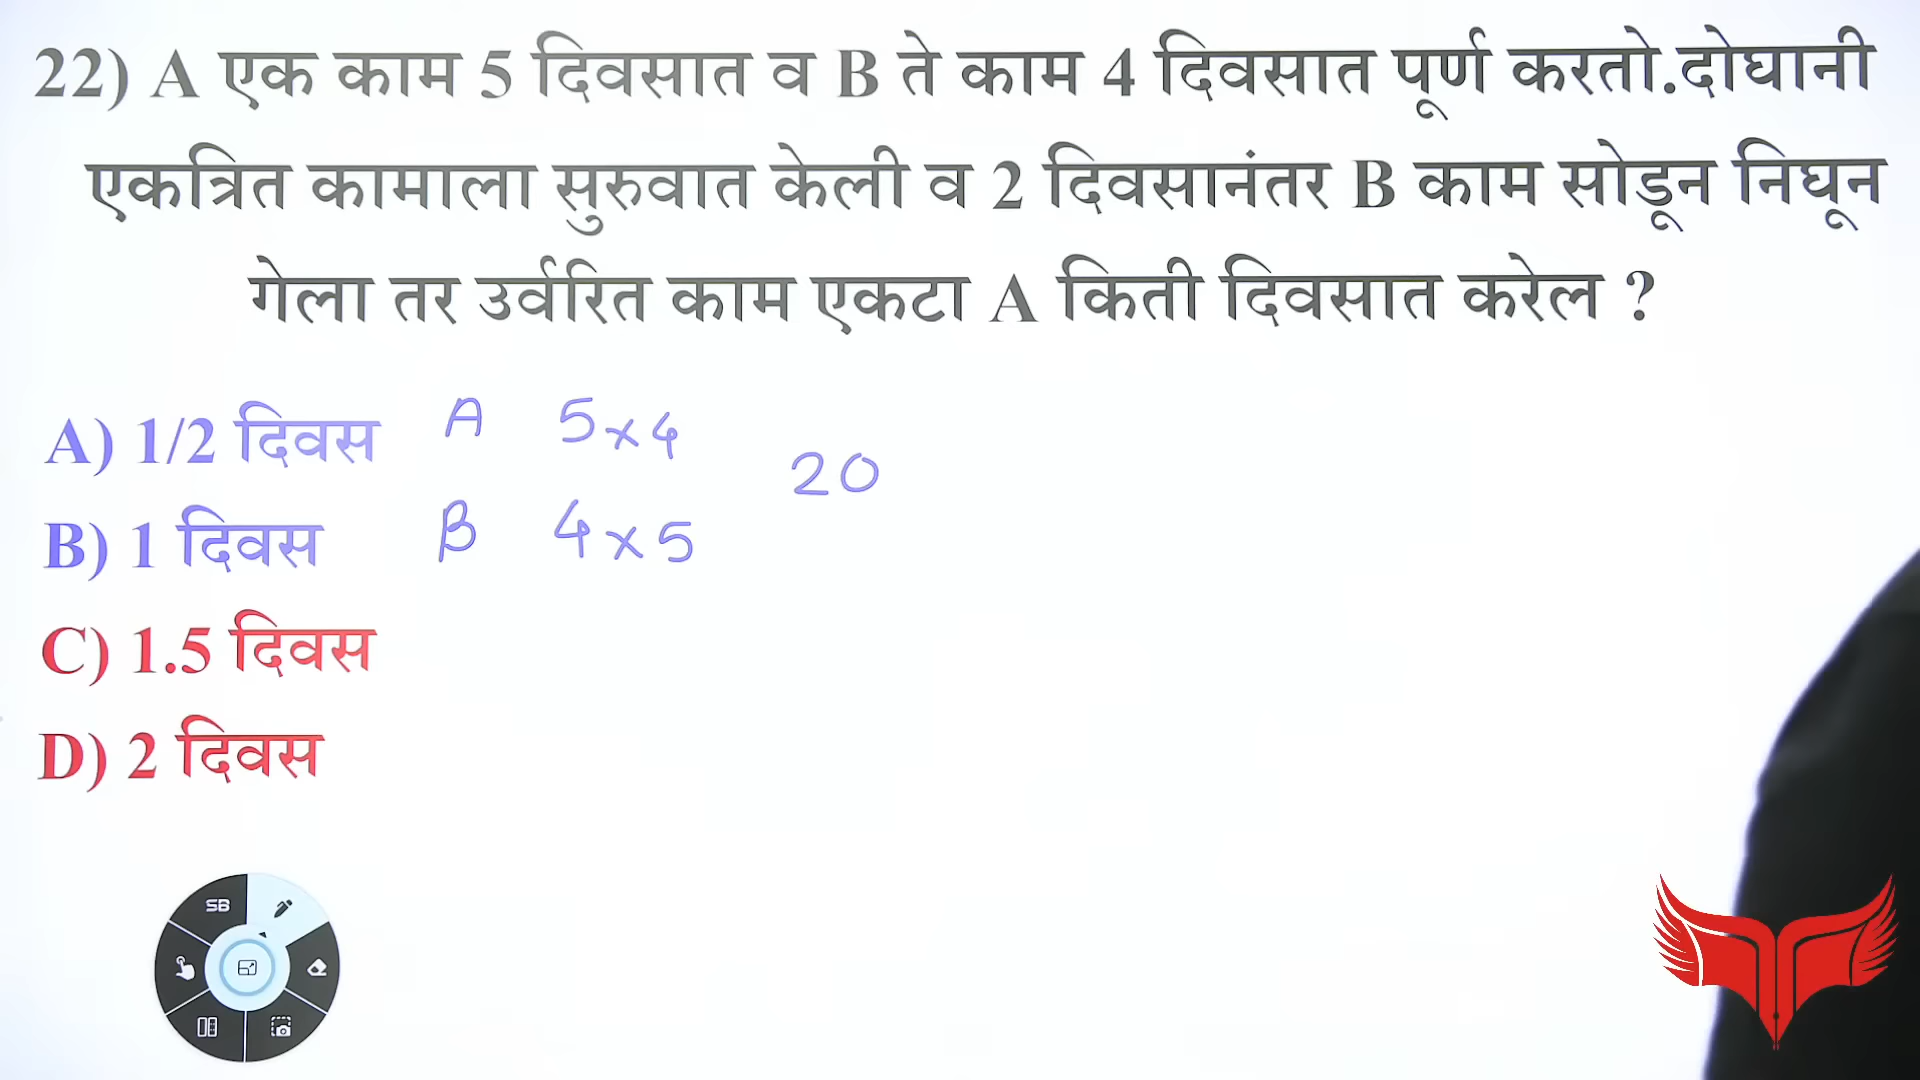 22) A एक काम 5 दिवसात व B ते काम 4 दिवसात पूर्ण करतो.दोघानी
एकत्रित कामाला सुरुवात केली व 2 दिवसानंतर B काम सोडून निघून
गेला तर उर्वरित काम एकटा A किती दिवसात करेल ?
A) 1/2 दिवस
B) 1 दिवस
C) 1.5 दिवस
D) 2 दिवस
A 5×4
20
B 4×5
SB